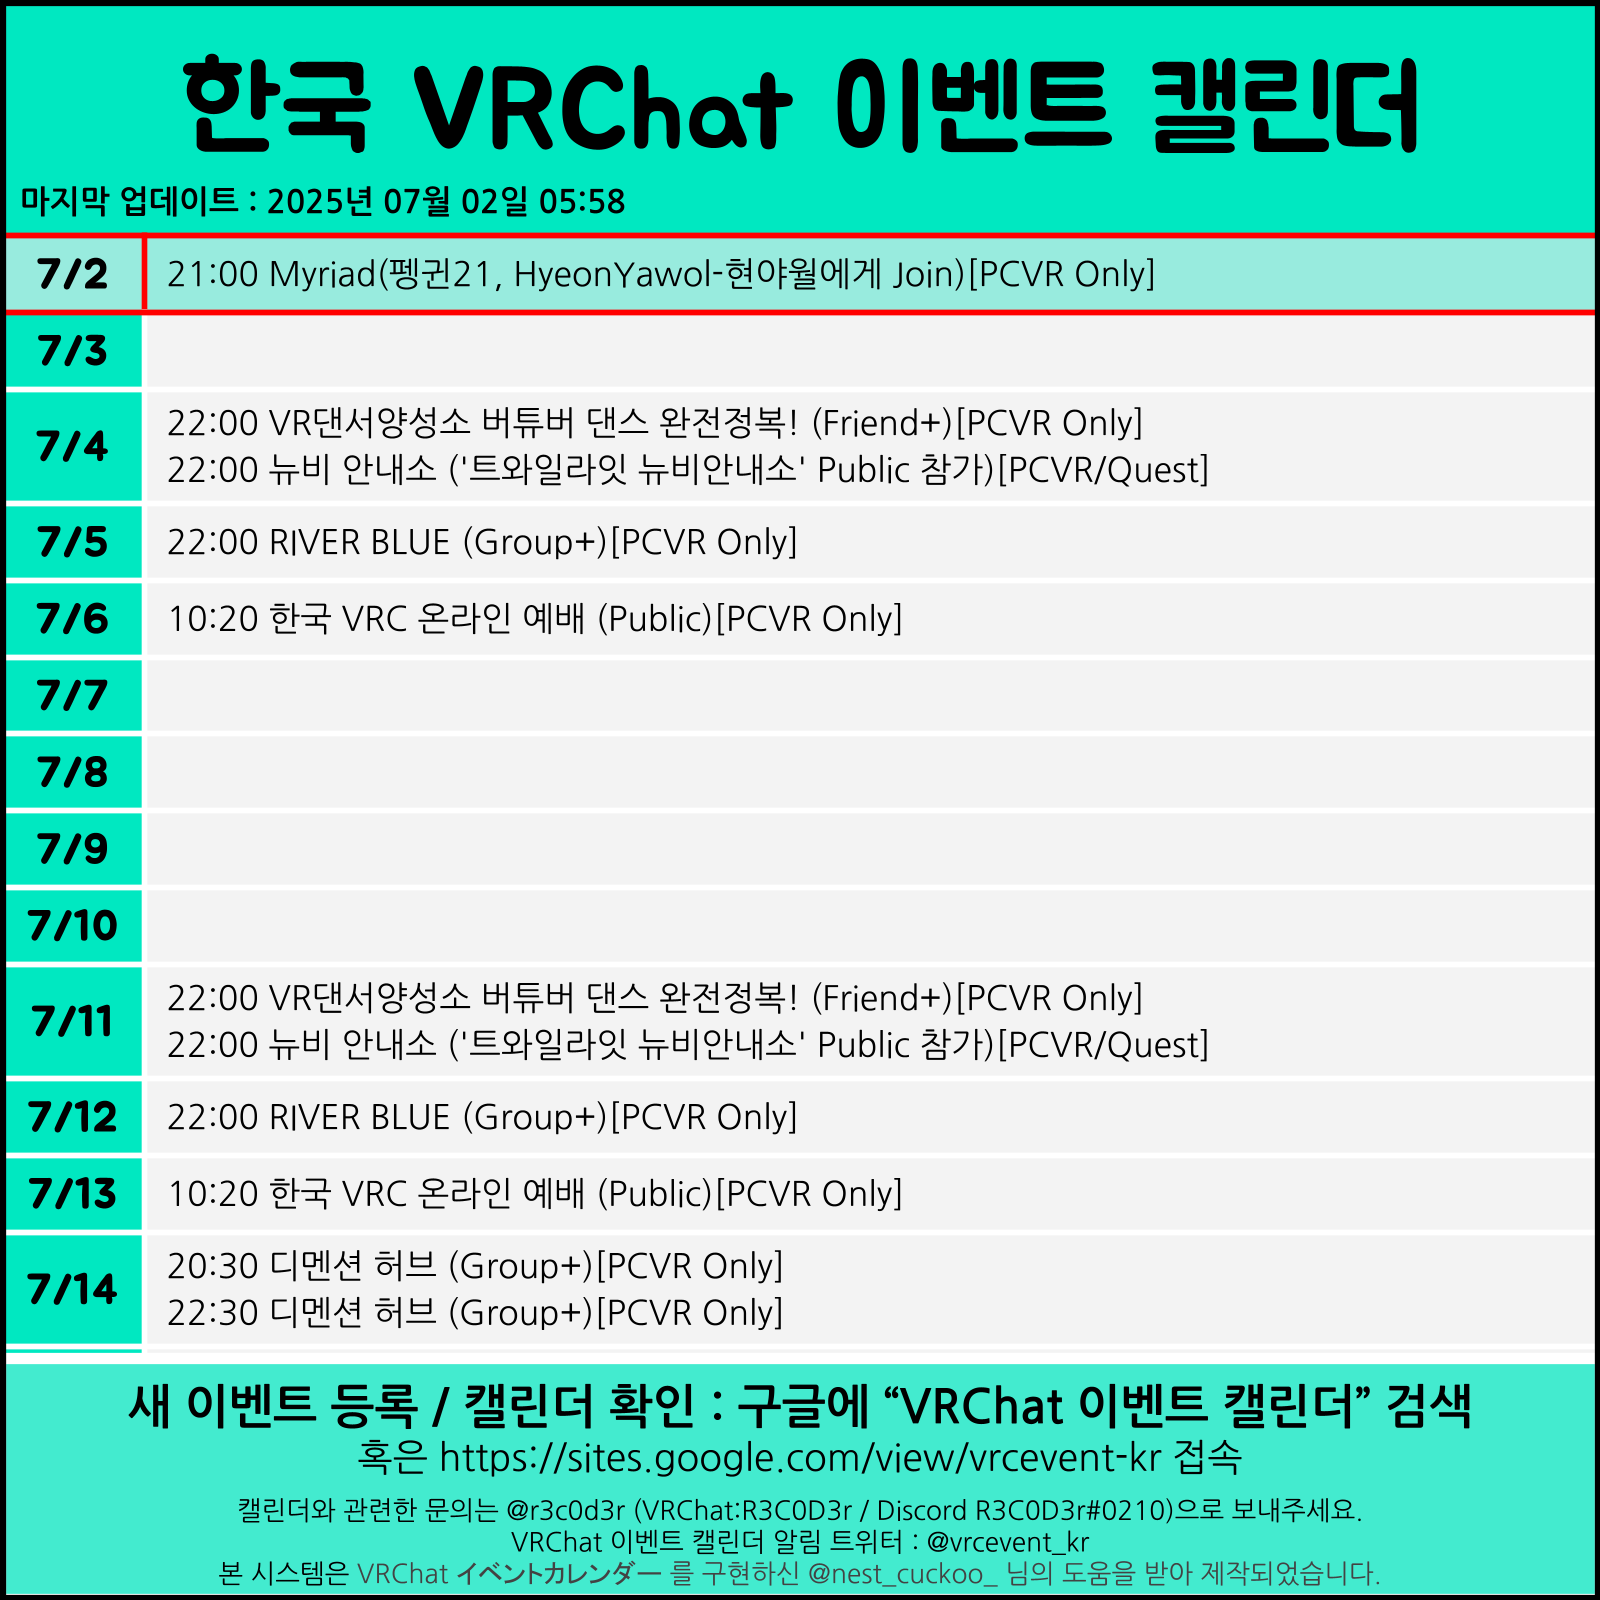 한국 VRChat 이벤트 캘린더
마지막 업데이트 : 2025년 07월 02일 05:58
7/2
21:00 Myriad(펭귄21, HyeonYawol-현야월에게 Join)[PCVR Only]
7/3
7/4
22:00 VR댄서양성소 버튜버 댄스 완전정복! (Friend+)[PCVR Only]
22:00 뉴비 안내소 ('트와일라잇 뉴비안내소' Public 참가)[PCVR/Quest]
7/5
22:00 RIVER BLUE (Group+)[PCVR Only]
7/6
10:20 한국 VRC 온라인 예배 (Public)[PCVR Only]
7/7
7/8
7/9
7/10
7/11
22:00 VR댄서양성소 버튜버 댄스 완전정복! (Friend+)[PCVR Only]
22:00 뉴비 안내소 ('트와일라잇 뉴비안내소' Public 참가)[PCVR/Quest]
7/12
22:00 RIVER BLUE (Group+)[PCVR Only]
7/13
10:20 한국 VRC 온라인 예배 (Public)[PCVR Only]
7/14
20:30 디멘션 허브 (Group+)[PCVR Only]
22:30 디멘션 허브 (Group+)[PCVR Only]
새 이벤트 등록 / 캘린더 확인 : 구글에 “VRChat 이벤트 캘린더” 검색
혹은 https://sites.google.com/view/vrcevent-kr 접속
캘린더와 관련한 문의는 @r3c0d3r (VRChat:R3C0D3r / Discord R3C0D3r#0210)으로 보내주세요.
VRChat 이벤트 캘린더 알림 트위터 : @vrcevent_kr
본 시스템은 VRChat イベントカレンダー 를 구현하신 @nest_cuckoo_ 님의 도움을 받아 제작되었습니다.